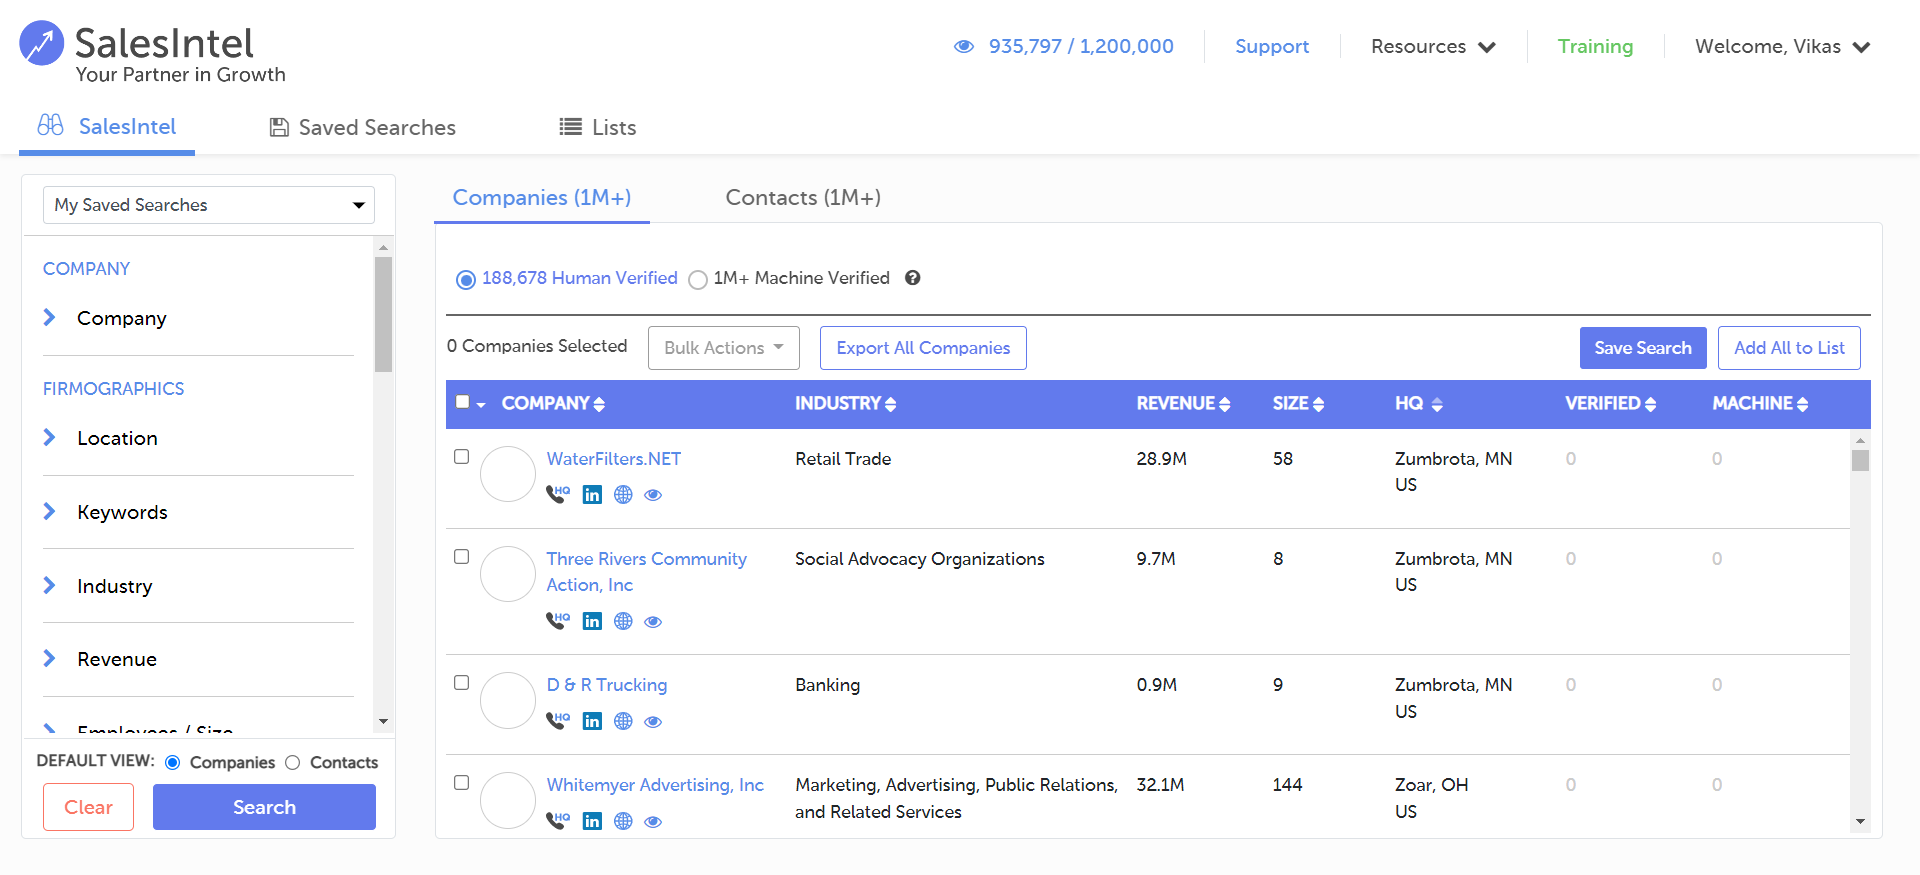 SalesIntel
Your Partner in Growth
935,797 / 1,200,000
Support
Resources
Training
Welcome, Vikas
SalesIntel
Saved Searches
Lists
My Saved Searches
COMPANY
Company
FIRMOGRAPHICS
Location
Keywords
Industry
Revenue
Employees / Size
DEFAULT VIEW: Companies Contacts
Clear
Search
Companies (1M+)
Contacts (1M+)
188,678 Human Verified
1M+ Machine Verified
0 Companies Selected
Bulk Actions
Export All Companies
Save Search
Add All to List
COMPANY INDUSTRY REVENUE SIZE HQ VERIFIED MACHINE
WaterFilters.NET Retail Trade 28.9M 58 Zumbrota, MN 0 0
US
HQ in
Three Rivers Community Social Advocacy Organizations 9.7M 8 Zumbrota, MN 0 0
Action, Inc US
HQ in
D & R Trucking Banking 0.9M 9 Zumbrota, MN 0 0
US
HQ in
Whitemyer Advertising, Inc Marketing, Advertising, Public Relations, 32.1M 144 Zoar, OH 0 0
and Related Services US
HQ in